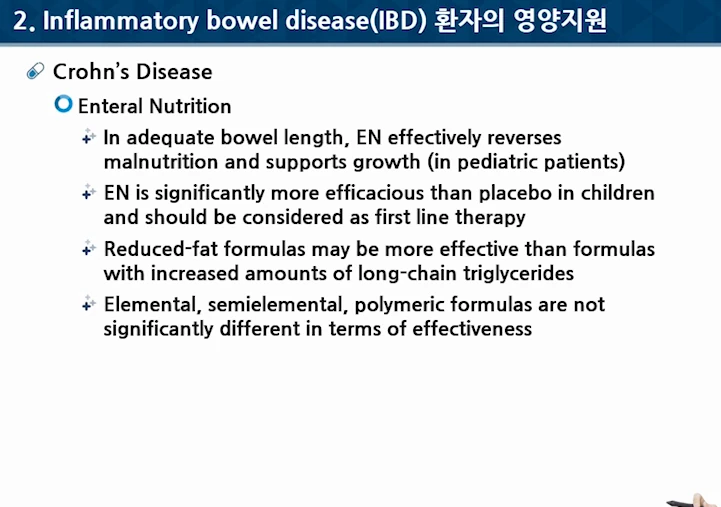 2. Inflammatory bowel disease(IBD) 환자의 영양지원
Crohn's Disease
Enteral Nutrition
In adequate bowel length, EN effectively reverses
malnutrition and supports growth (in pediatric patients)
EN is significantly more efficacious than placebo in children
and should be considered as first line therapy
Reduced-fat formulas may be more effective than formulas
with increased amounts of long-chain triglycerides
Elemental, semielemental, polymeric formulas are not
significantly different in terms of effectiveness